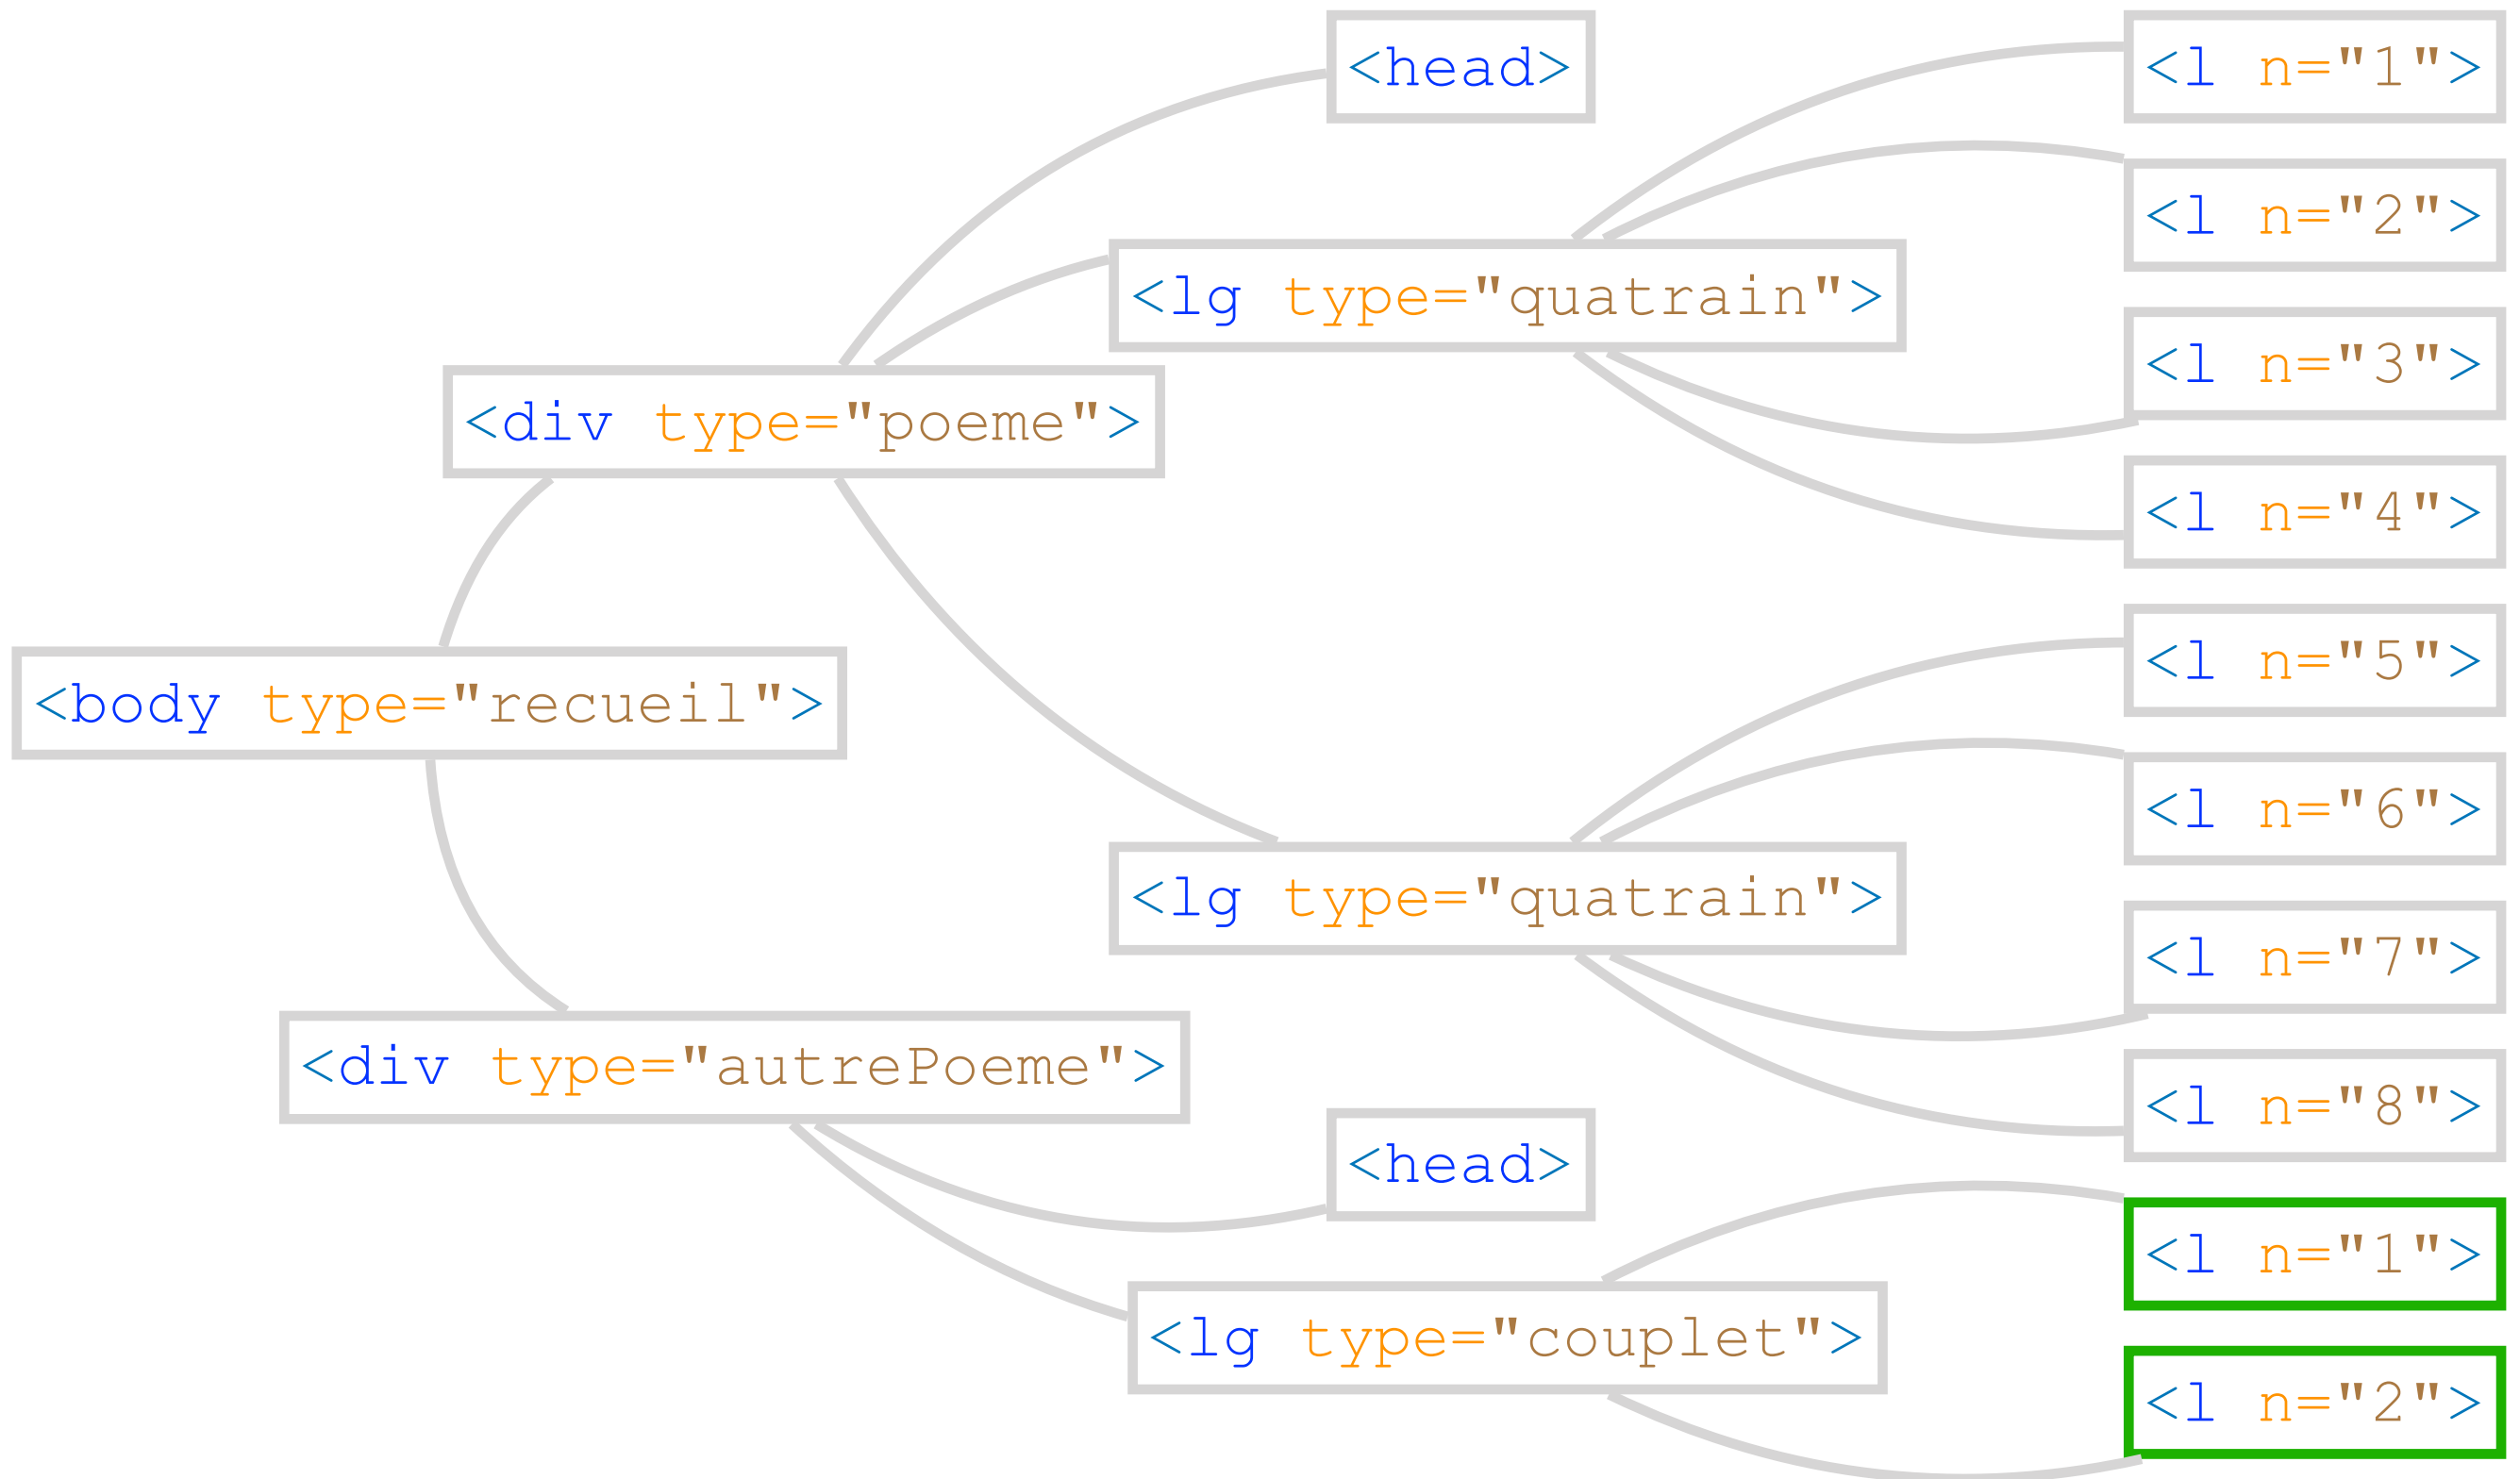 <head>
<l n="1">
<l n="2">
<lg type="quatrain">
<l n="3">
<div type="poeme">
<l n="4">
<l n="5">
<body type="recueil">
<l n="6">
<lg type="quatrain">
<l n="7">
<div type="autrePoeme">
<l n="8">
<head>
<l n="1">
<lg type="couplet">
<l n="2">